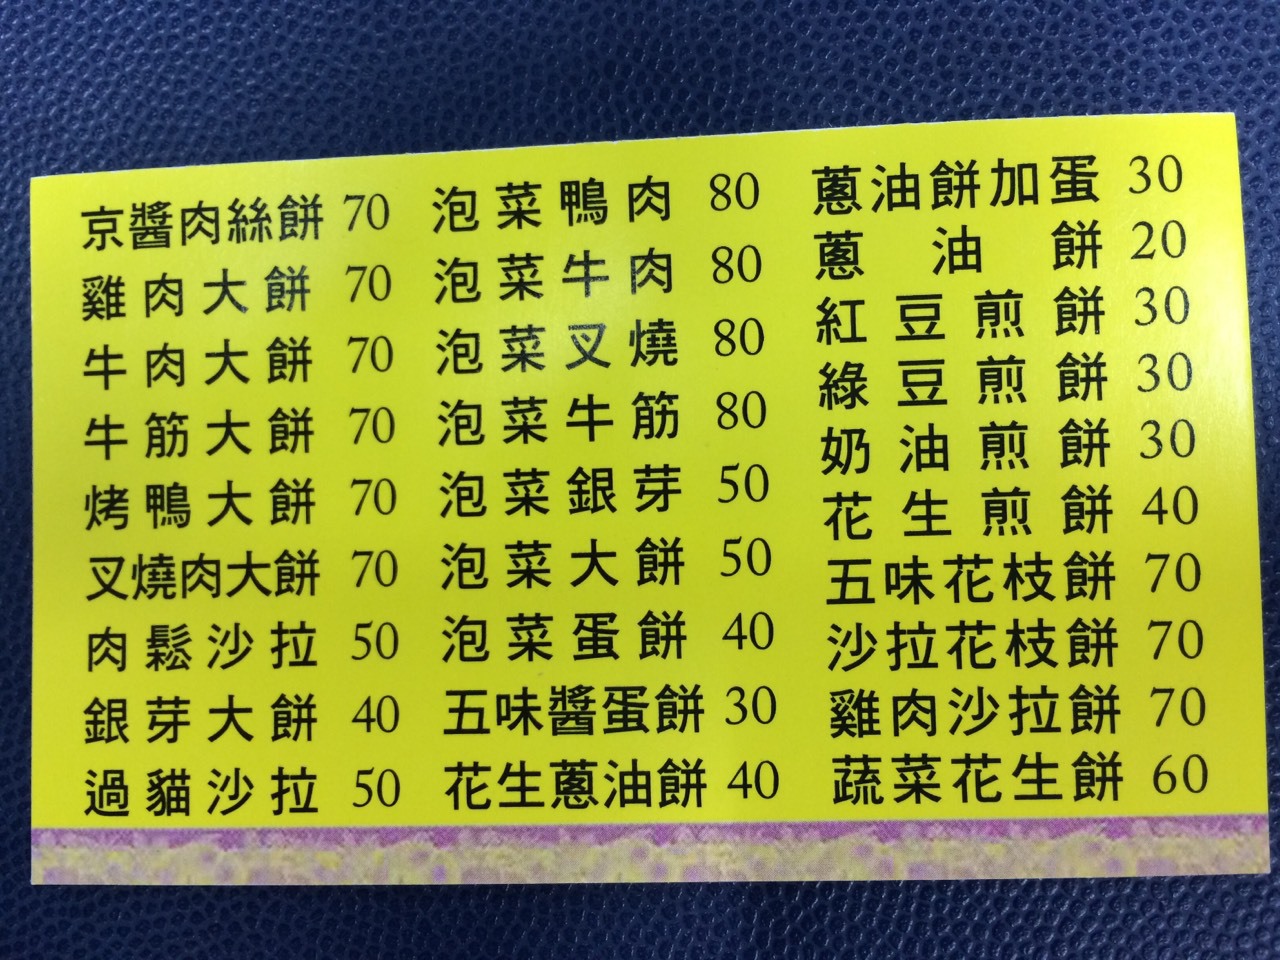 京醬肉絲餅 70
雞肉大餅 70
牛肉大餅 70
牛筋大餅 70
烤鴨大餅 70
叉燒肉大餅 70
肉鬆沙拉 50
銀芽大餅 40
過貓沙拉 50
泡菜鴨肉 80
泡菜牛肉 80
泡菜叉燒 80
泡菜牛筋 80
泡菜銀芽 50
泡菜大餅 50
泡菜蛋餅 40
五味醬蛋餅 30
花生蔥油餅 40
蔥油餅加蛋 30
蔥油餅 20
紅豆煎餅 30
綠豆煎餅 30
奶油煎餅 30
花生煎餅 40
五味花枝餅 70
沙拉花枝餅 70
雞肉沙拉餅 70
蔬菜花生餅 60